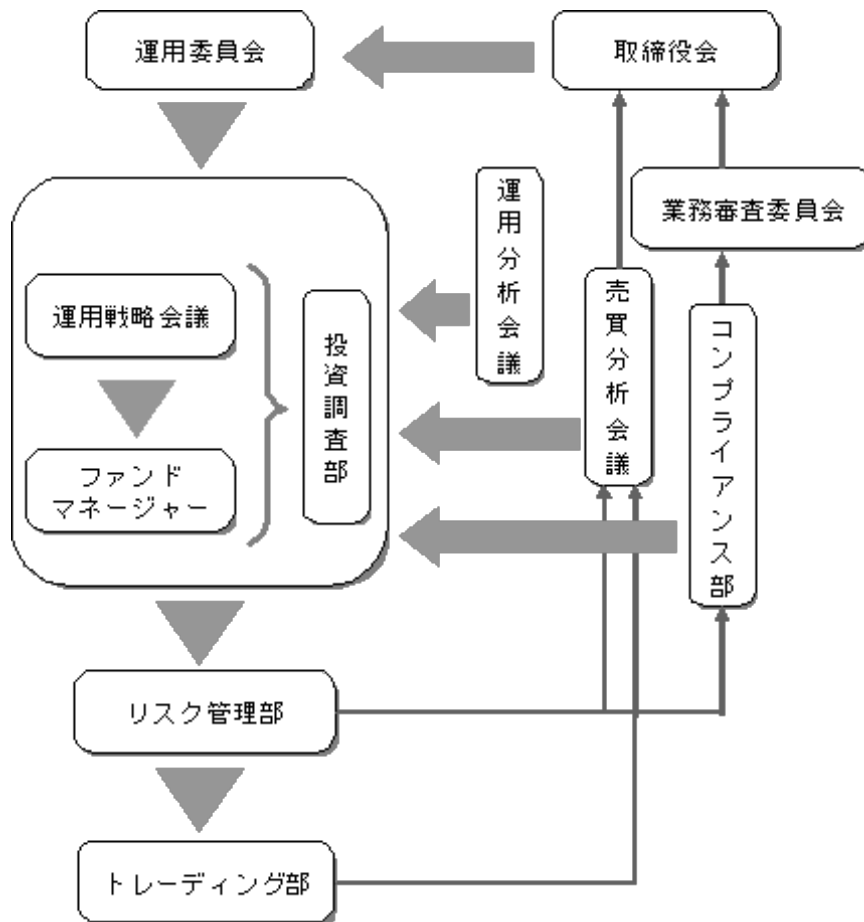 運用委員会
取締役会
運用分析会議
業務審査委員会
運用戦略会議
投資調査部
売買分析会議
コンプライアンス部
ファンド
マネージャー
リスク管理部
トレーディング部